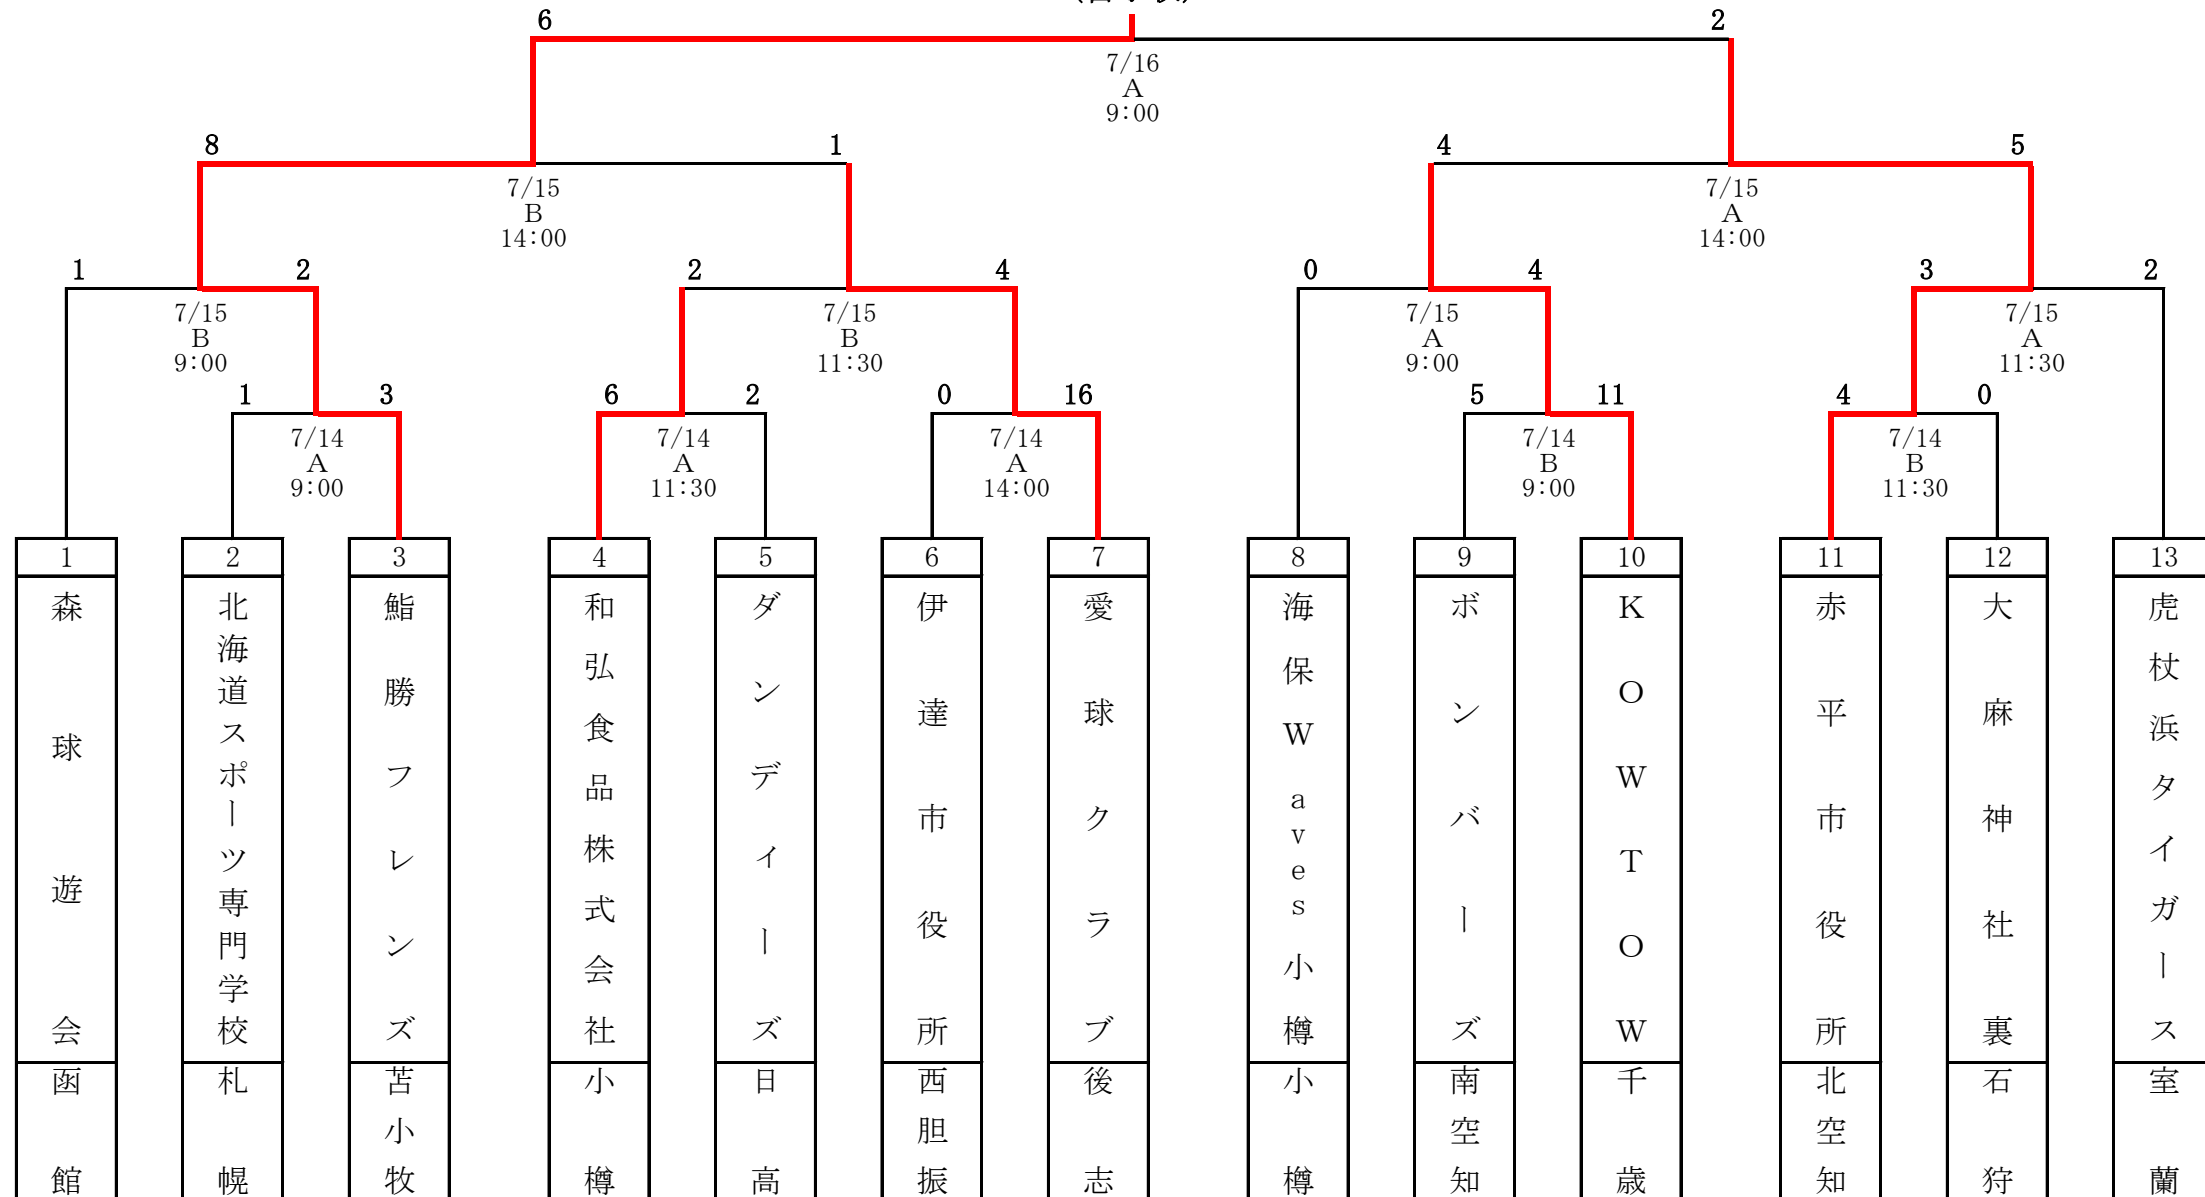 6
2
7/16
A
9:00
8
1
4
5
7/15
B
14:00
7/15
A
14:00
1
2
2
4
0
4
3
2
7/15
B
9:00
7/15
B
11:30
7/15
A
9:00
7/15
A
11:30
1
3
6
2
0
16
5
11
4
0
7/14
A
9:00
7/14
A
11:30
7/14
A
14:00
7/14
B
9:00
7/14
B
11:30
1
2
3
4
5
6
7
8
9
10
11
12
13
森球遊会
北海道スポーツ専門学校
鮨勝フレンズ
和弘食品株式会社
ダンディーズ
伊達市役所
愛球クラブ
海保Waves小樽
ボンバーズ
KOWTOW
赤平市役所
大麻神社裏
虎杖浜タイガース
函館
札幌
苫小牧
小樽
日高
西胆振
後志
小樽
南空知
千歳
北空知
石狩
室蘭